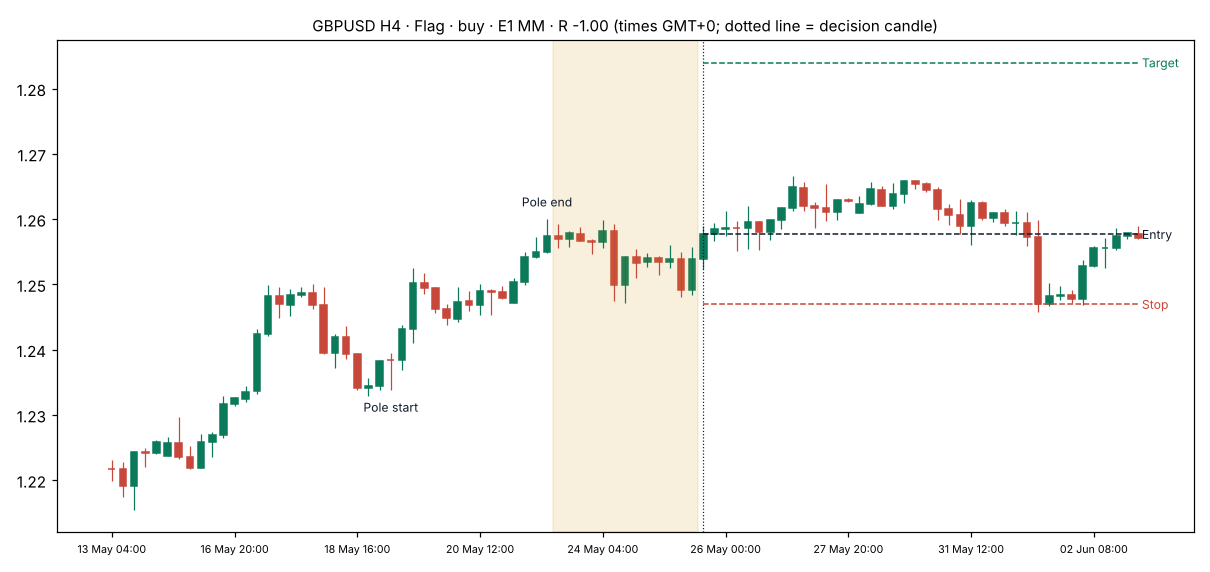 GBPUSD H4 · Flag · buy · E1 MM · R -1.00 (times GMT+0; dotted line = decision candle)
Target
1.28
1.27
Pole end
1.26
Entry
1.25
Stop
1.24
Pole start
1.23
1.22
13 May 04:00 16 May 20:00 18 May 16:00 20 May 12:00 24 May 04:00 26 May 00:00 27 May 20:00 31 May 12:00 02 Jun 08:00